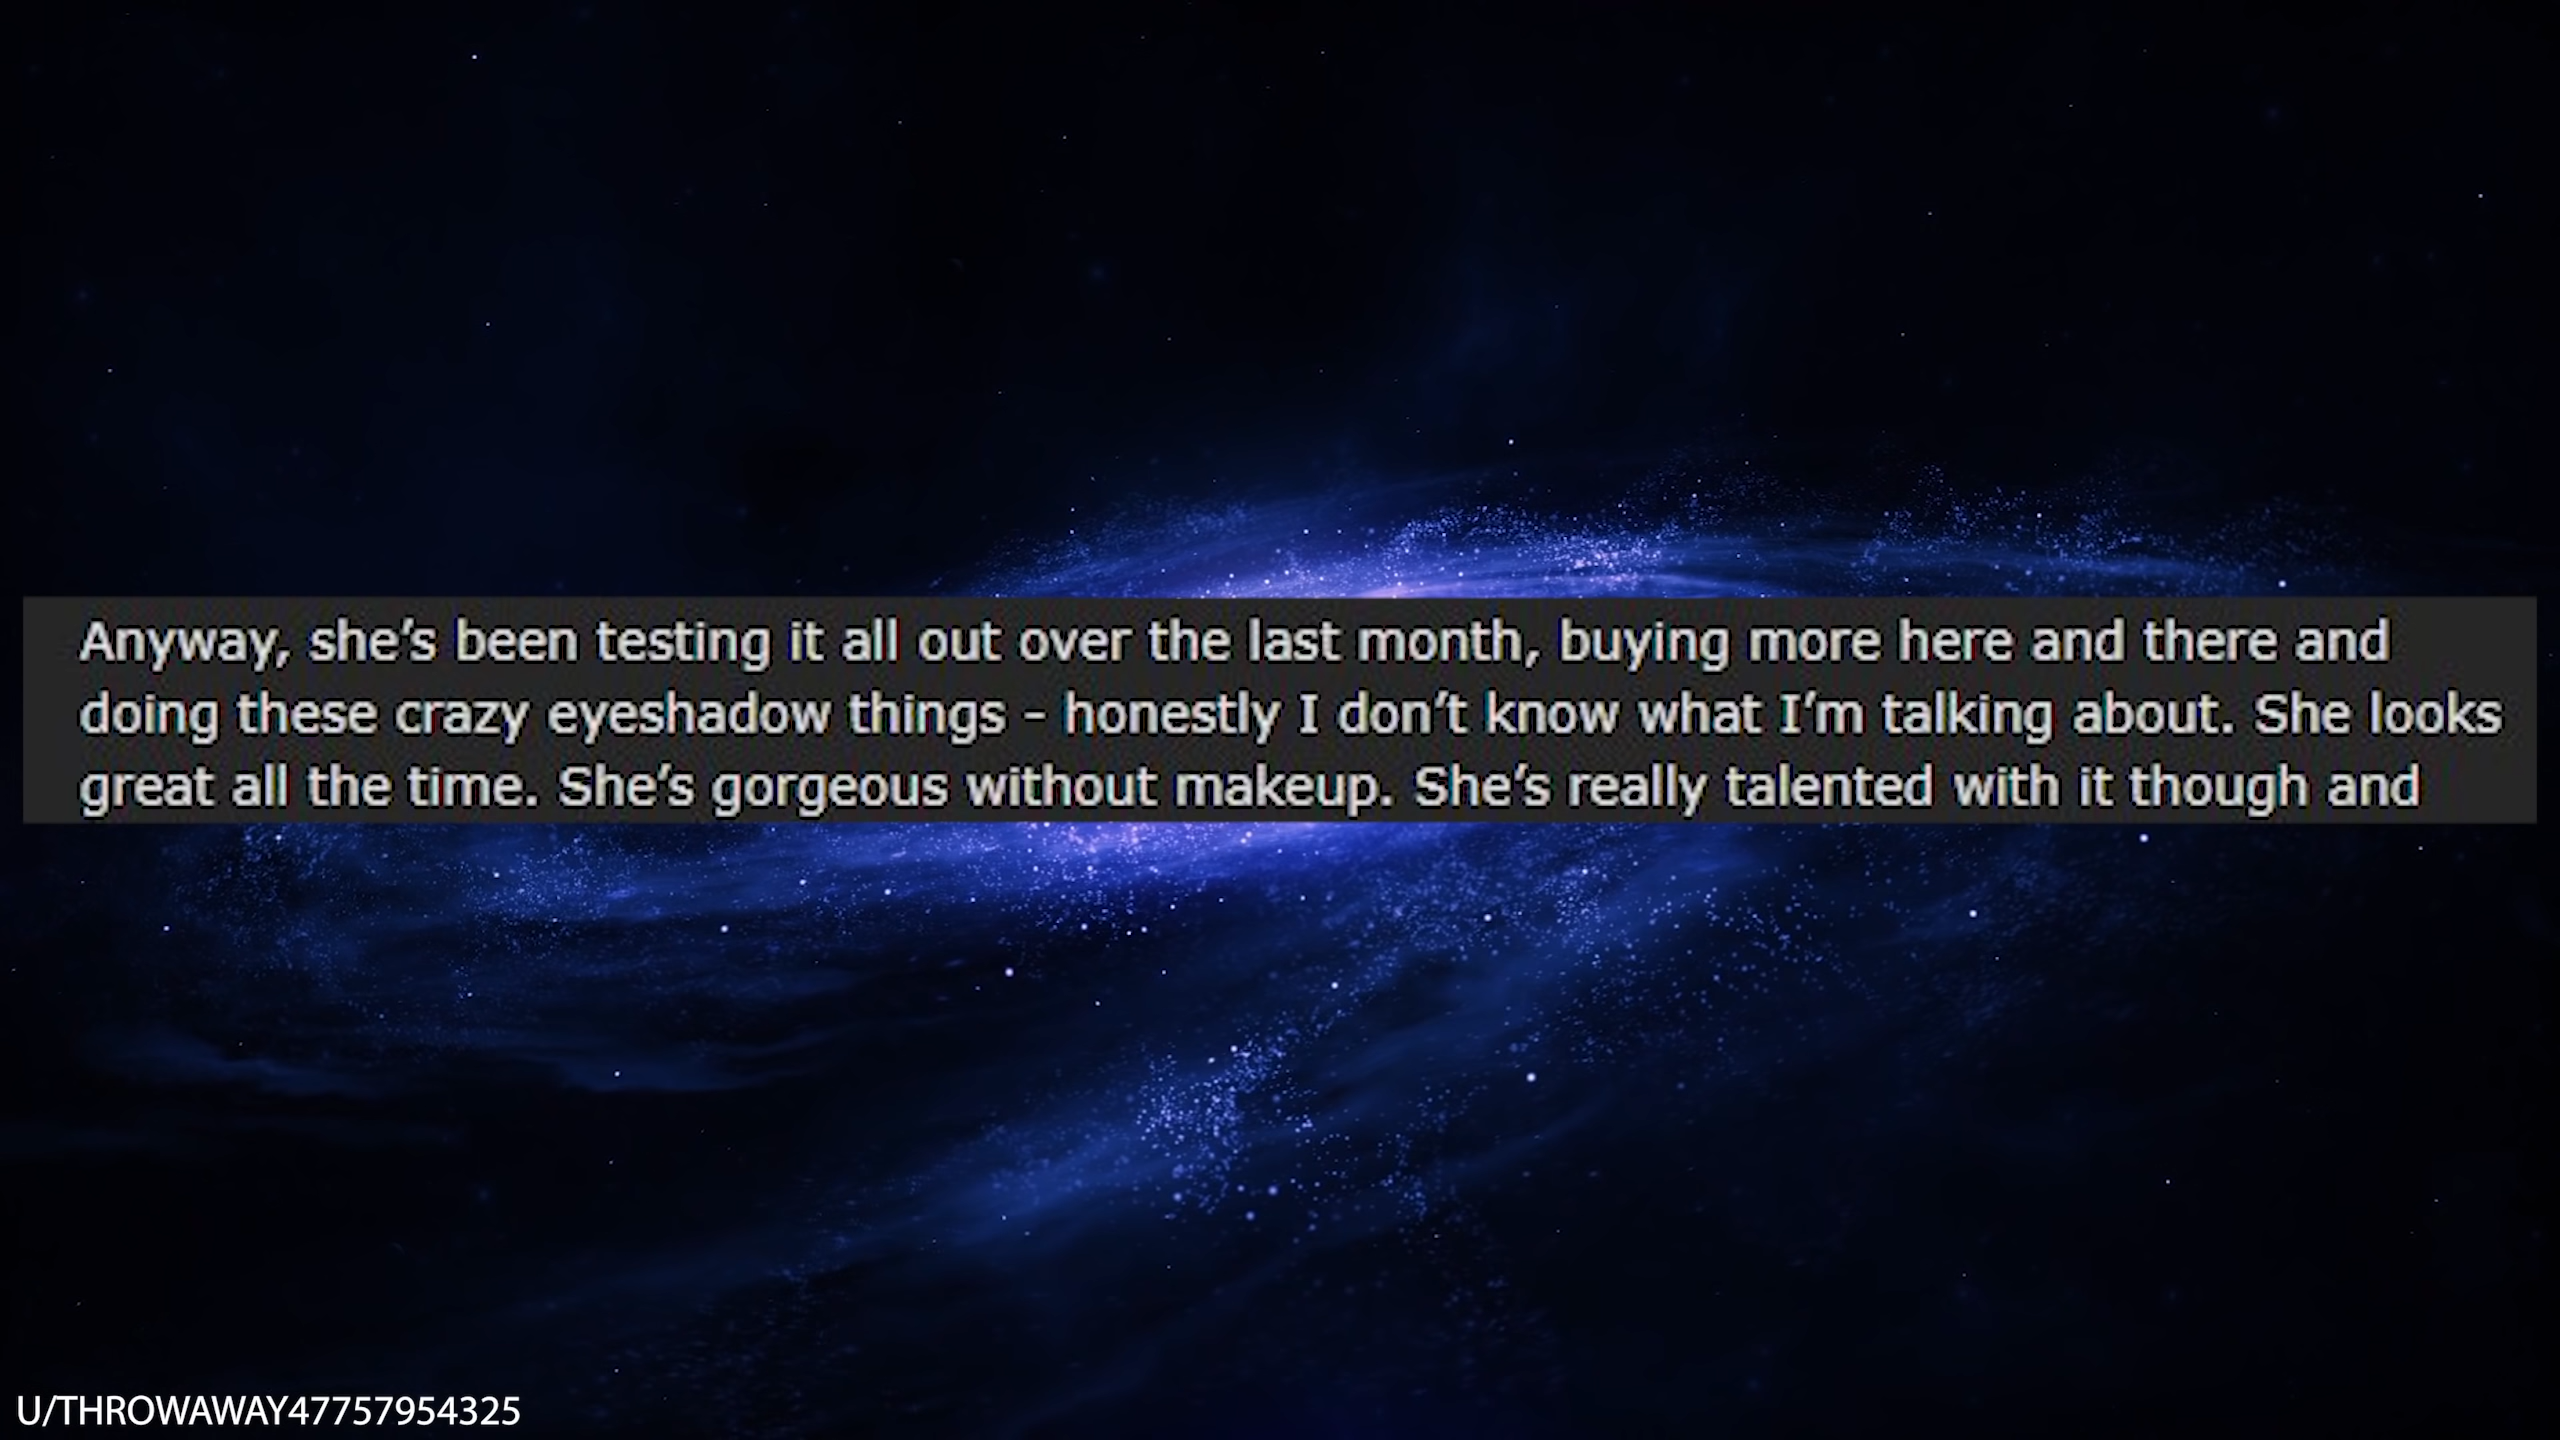 Anyway, she’s been testing it all out over the last month, buying more here and there and
doing these crazy eyeshadow things - honestly I don’t know what I’m talking about. She looks
great all the time. She’s gorgeous without makeup. She’s really talented with it though and
U/THROWAWAY47757954325